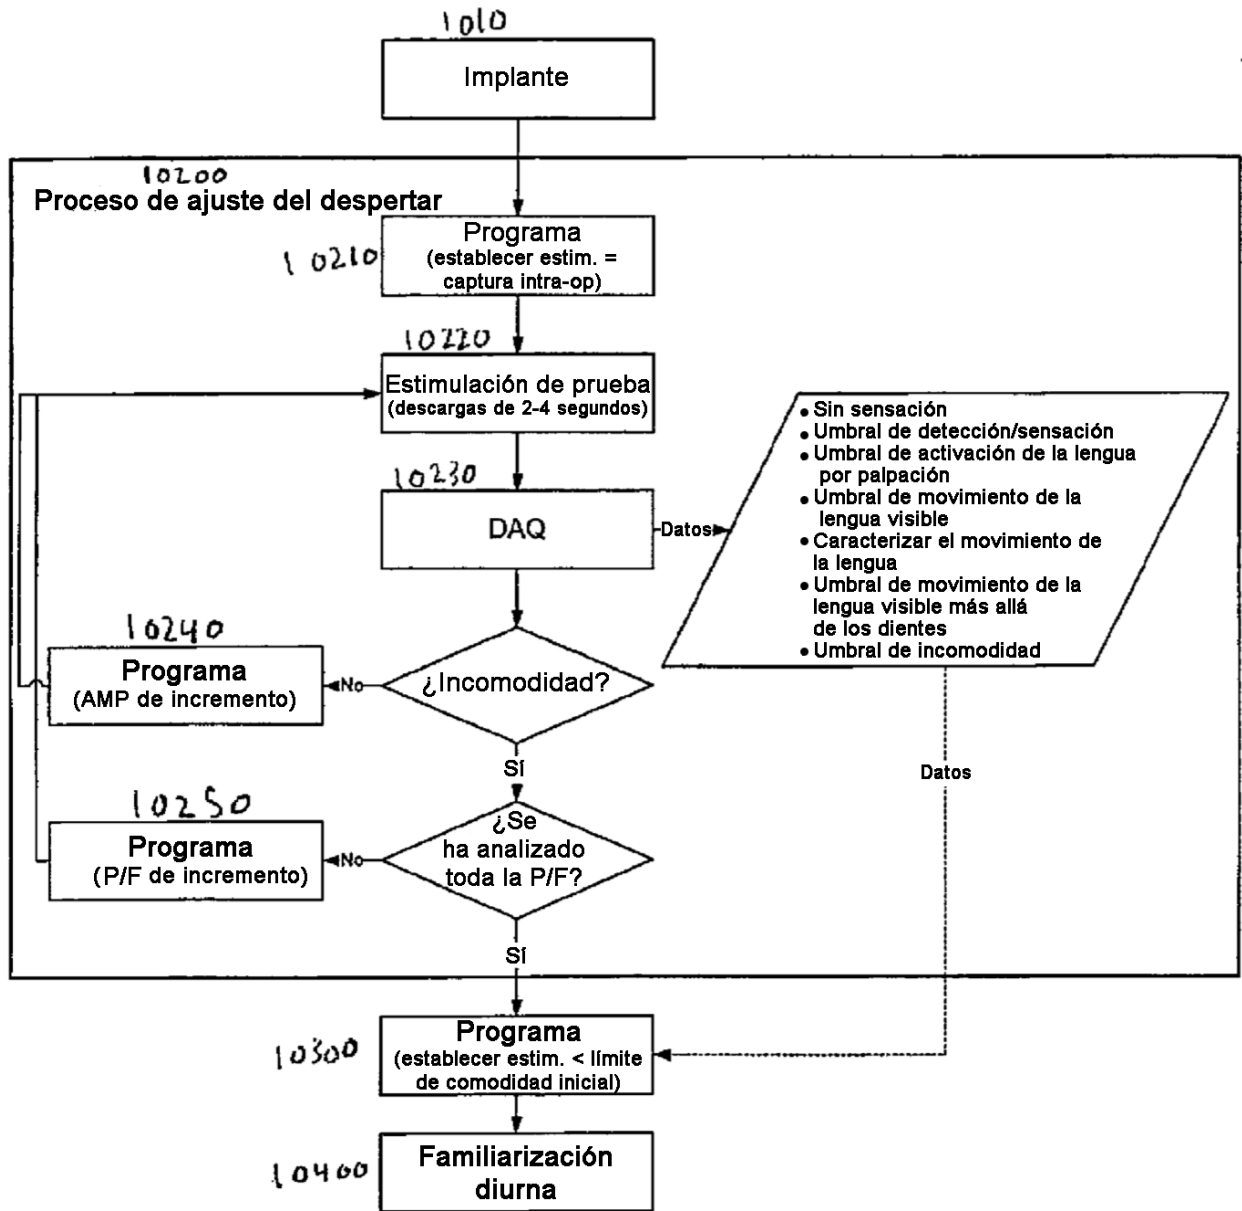 1010
Implante
10200
Proceso de ajuste del despertar
10210
Programa
(establecer estim. =
captura intra-op)
10220
Estimulación de prueba
(descargas de 2-4 segundos)
10230
DAQ
Datos
• Sin sensación
• Umbral de detección/sensación
• Umbral de activación de la lengua
por palpación
• Umbral de movimiento de la
lengua visible
• Caracterizar el movimiento de
la lengua
• Umbral de movimiento de la
lengua visible más allá
de los dientes
• Umbral de incomodidad
10240
Programa
(AMP de incremento)
No
¿Incomodidad?
Sí
Datos
10250
Programa
(P/F de incremento)
No
¿Se
ha analizado
toda la P/F?
Sí
10300
Programa
(establecer estim. < límite
de comodidad inicial)
10400
Familiarización
diurna